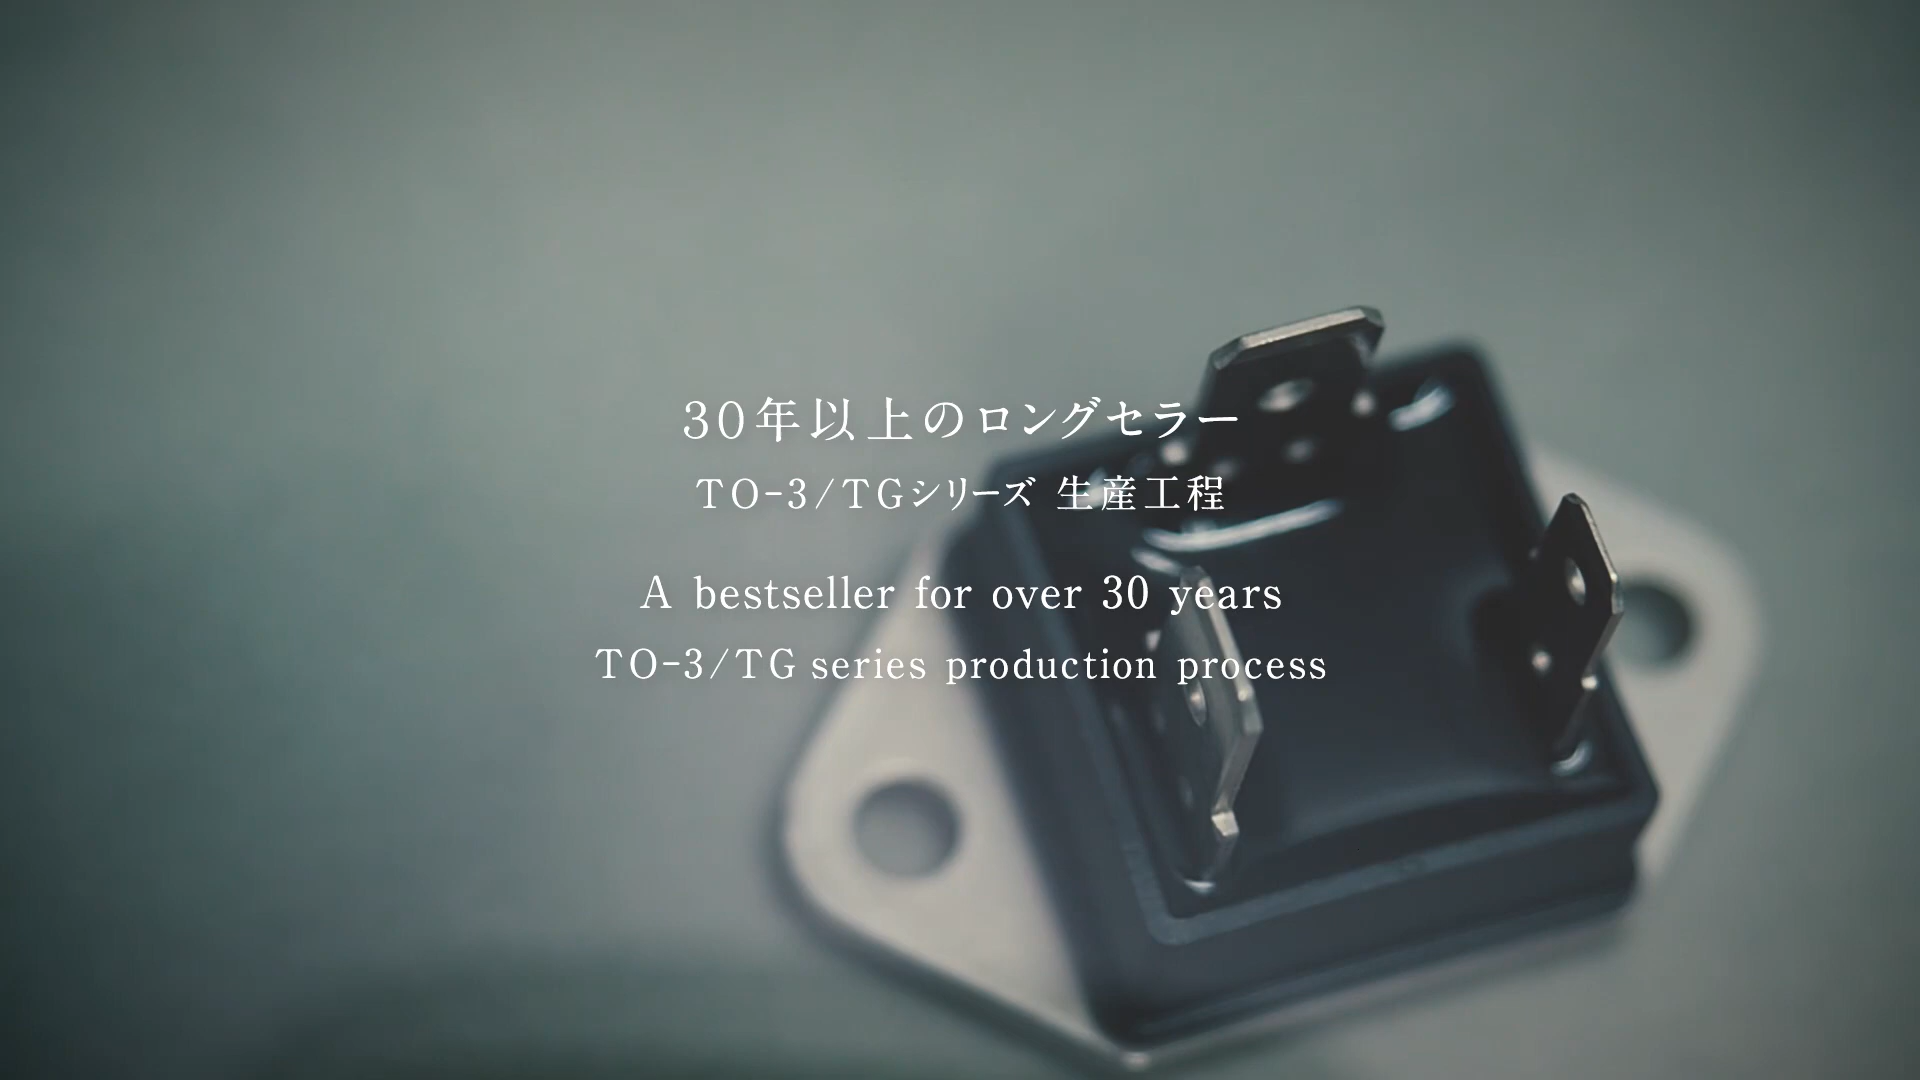 30年以上のロングセラー
TO-3/TGシリーズ 生産工程
A bestseller for over 30 years
TO-3/TG series production process